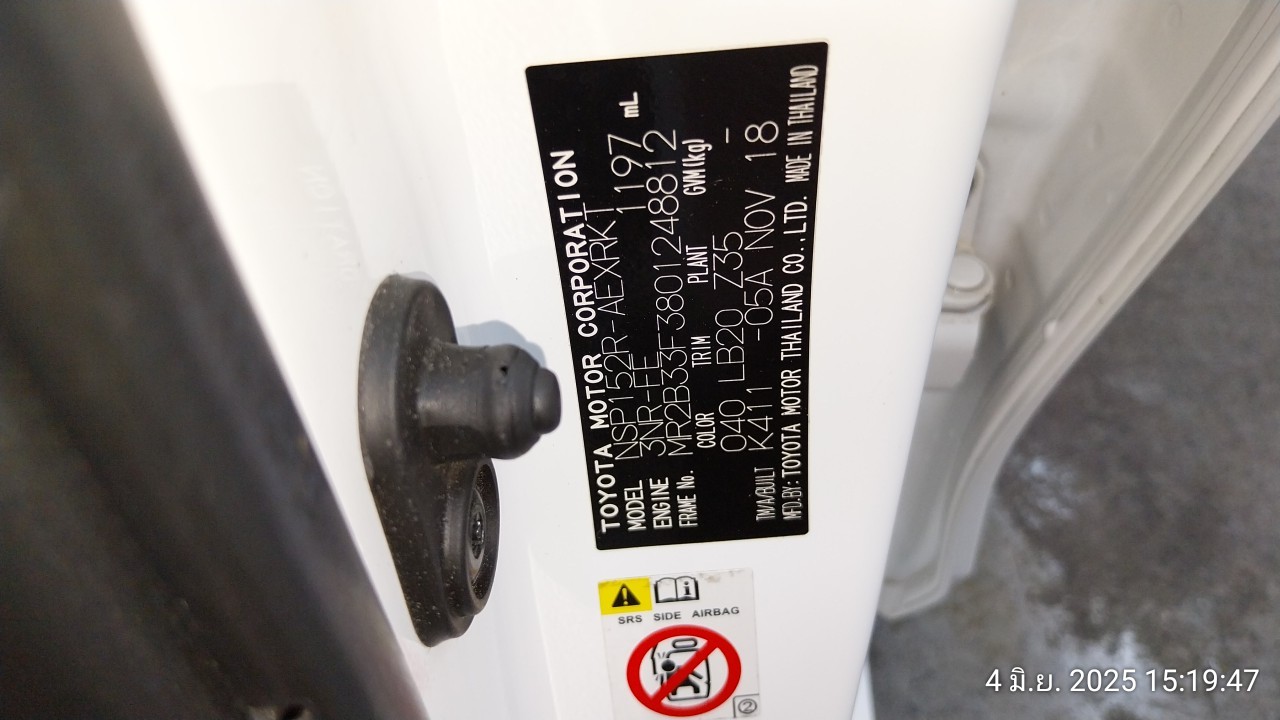 TOYOTA MOTOR CORPORATION
MODEL NSP152R-AEXRKT
ENGINE 3NR-FE 1197 mL
FRAME No. MR2B33F3801248812
COLOR TRIM PLANT GVM(kg)
040 LB20 Z35 -
TM/A/BUILT K411 -05A NOV 18
MFD.BY: TOYOTA MOTOR THAILAND CO.,LTD. MADE IN THAILAND
SRS SIDE AIRBAG
②
4 มิ.ย. 2025 15:19:47